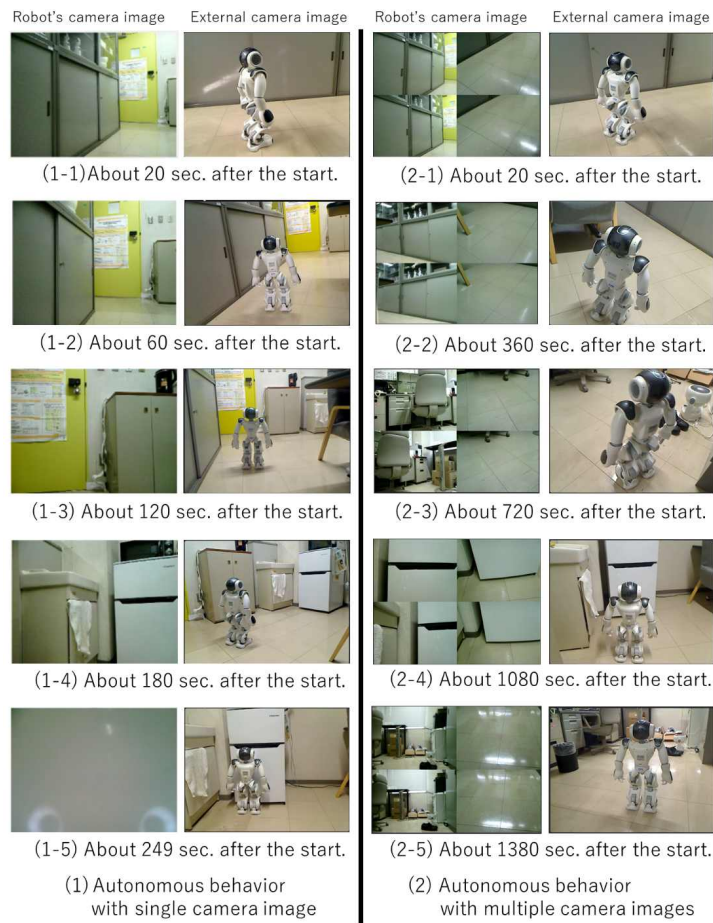 Robot's camera image External camera image
(1-1)About 20 sec. after the start.
(1-2) About 60 sec. after the start.
(1-3) About 120 sec. after the start.
(1-4) About 180 sec. after the start.
(1-5) About 249 sec. after the start.
(1) Autonomous behavior
with single camera image
Robot's camera image External camera image
(2-1) About 20 sec. after the start.
(2-2) About 360 sec. after the start.
(2-3) About 720 sec. after the start.
(2-4) About 1080 sec. after the start.
(2-5) About 1380 sec. after the start.
(2) Autonomous behavior
with multiple camera images